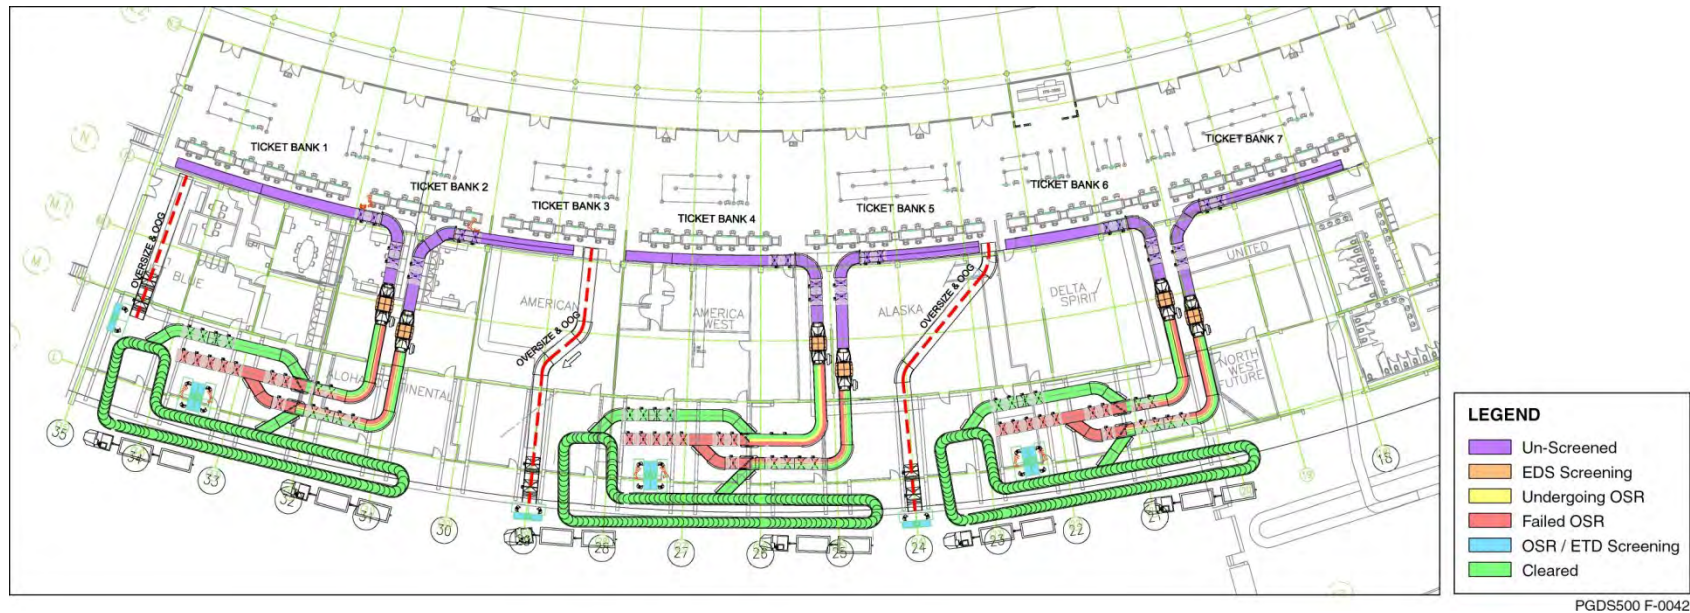 TICKET BANK 1
TICKET BANK 2
TICKET BANK 3
TICKET BANK 4
TICKET BANK 5
TICKET BANK 6
TICKET BANK 7
OVERSIZE & OOG
OVERSIZE & OOG
OVERSIZE & OOG
BLUE
AMERICAN
AMERICA
WEST
ALASKA
DELTA
SPIRIT
UNITED
NORTH
WEST
FUTURE
ALOHA
N
M
L
35
34
33
32
31
30
29
28
27
26
25
24
23
22
21
19
18
LEGEND
Un-Screened
EDS Screening
Undergoing OSR
Failed OSR
OSR / ETD Screening
Cleared
PGDS500 F-0042